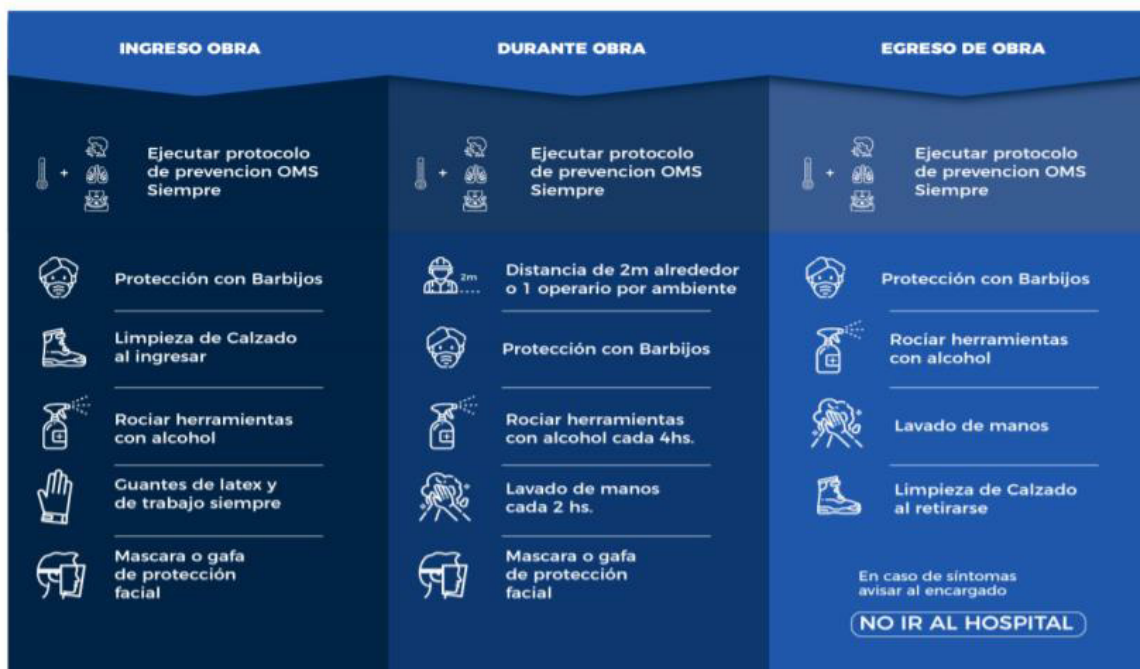 INGRESO OBRA
Ejecutar protocolo
de prevencion OMS
Siempre
Protección con Barbijos
Limpieza de Calzado
al ingresar
Rociar herramientas
con alcohol
Guantes de latex y
de trabajo siempre
Mascara o gafa
de protección
facial
DURANTE OBRA
Ejecutar protocolo
de prevencion OMS
Siempre
2m
Distancia de 2m alrededor
o 1 operario por ambiente
Protección con Barbijos
Rociar herramientas
con alcohol cada 4hs.
Lavado de manos
cada 2 hs.
Mascara o gafa
de protección
facial
EGRESO DE OBRA
Ejecutar protocolo
de prevencion OMS
Siempre
Protección con Barbijos
Rociar herramientas
con alcohol
Lavado de manos
Limpieza de Calzado
al retirarse
En caso de síntomas
avisar al encargado
NO IR AL HOSPITAL